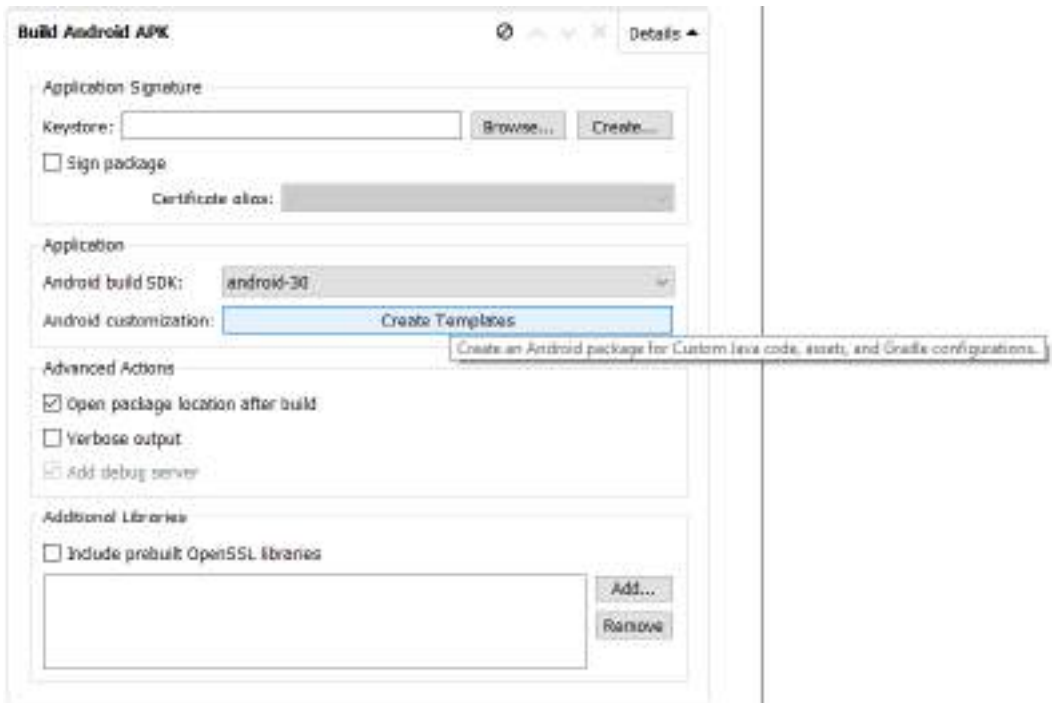 Build Android APK
Details
Application Signature
Keystore:
Browse... Create...
Sign package
Certificate alias:
Application
Android build SDK: android-30
Android customization: Create Templates
Create an Android package for Custom Java code, assets, and Gradle configurations.
Advanced Actions
Open package location after build
Verbose output
Add debug server
Additional Libraries
Include prebuilt OpenSSL libraries
Add...
Remove